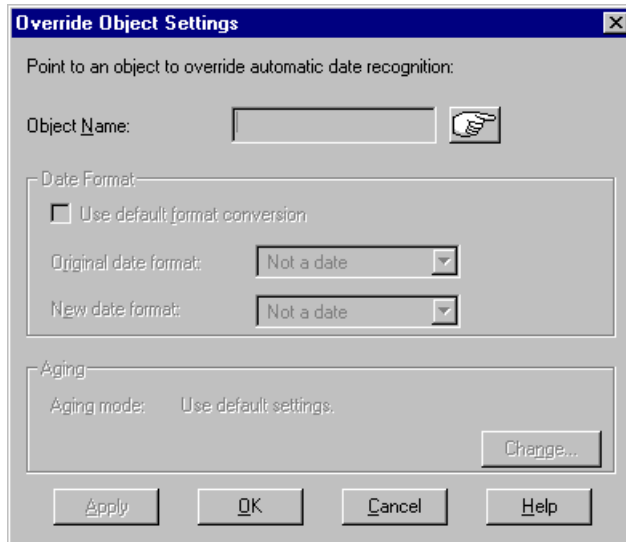 Override Object Settings
Point to an object to override automatic date recognition:
Object Name:
Date Format
Use default format conversion
Original date format: Not a date
New date format: Not a date
Aging
Aging mode: Use default settings.
Change...
Apply OK Cancel Help